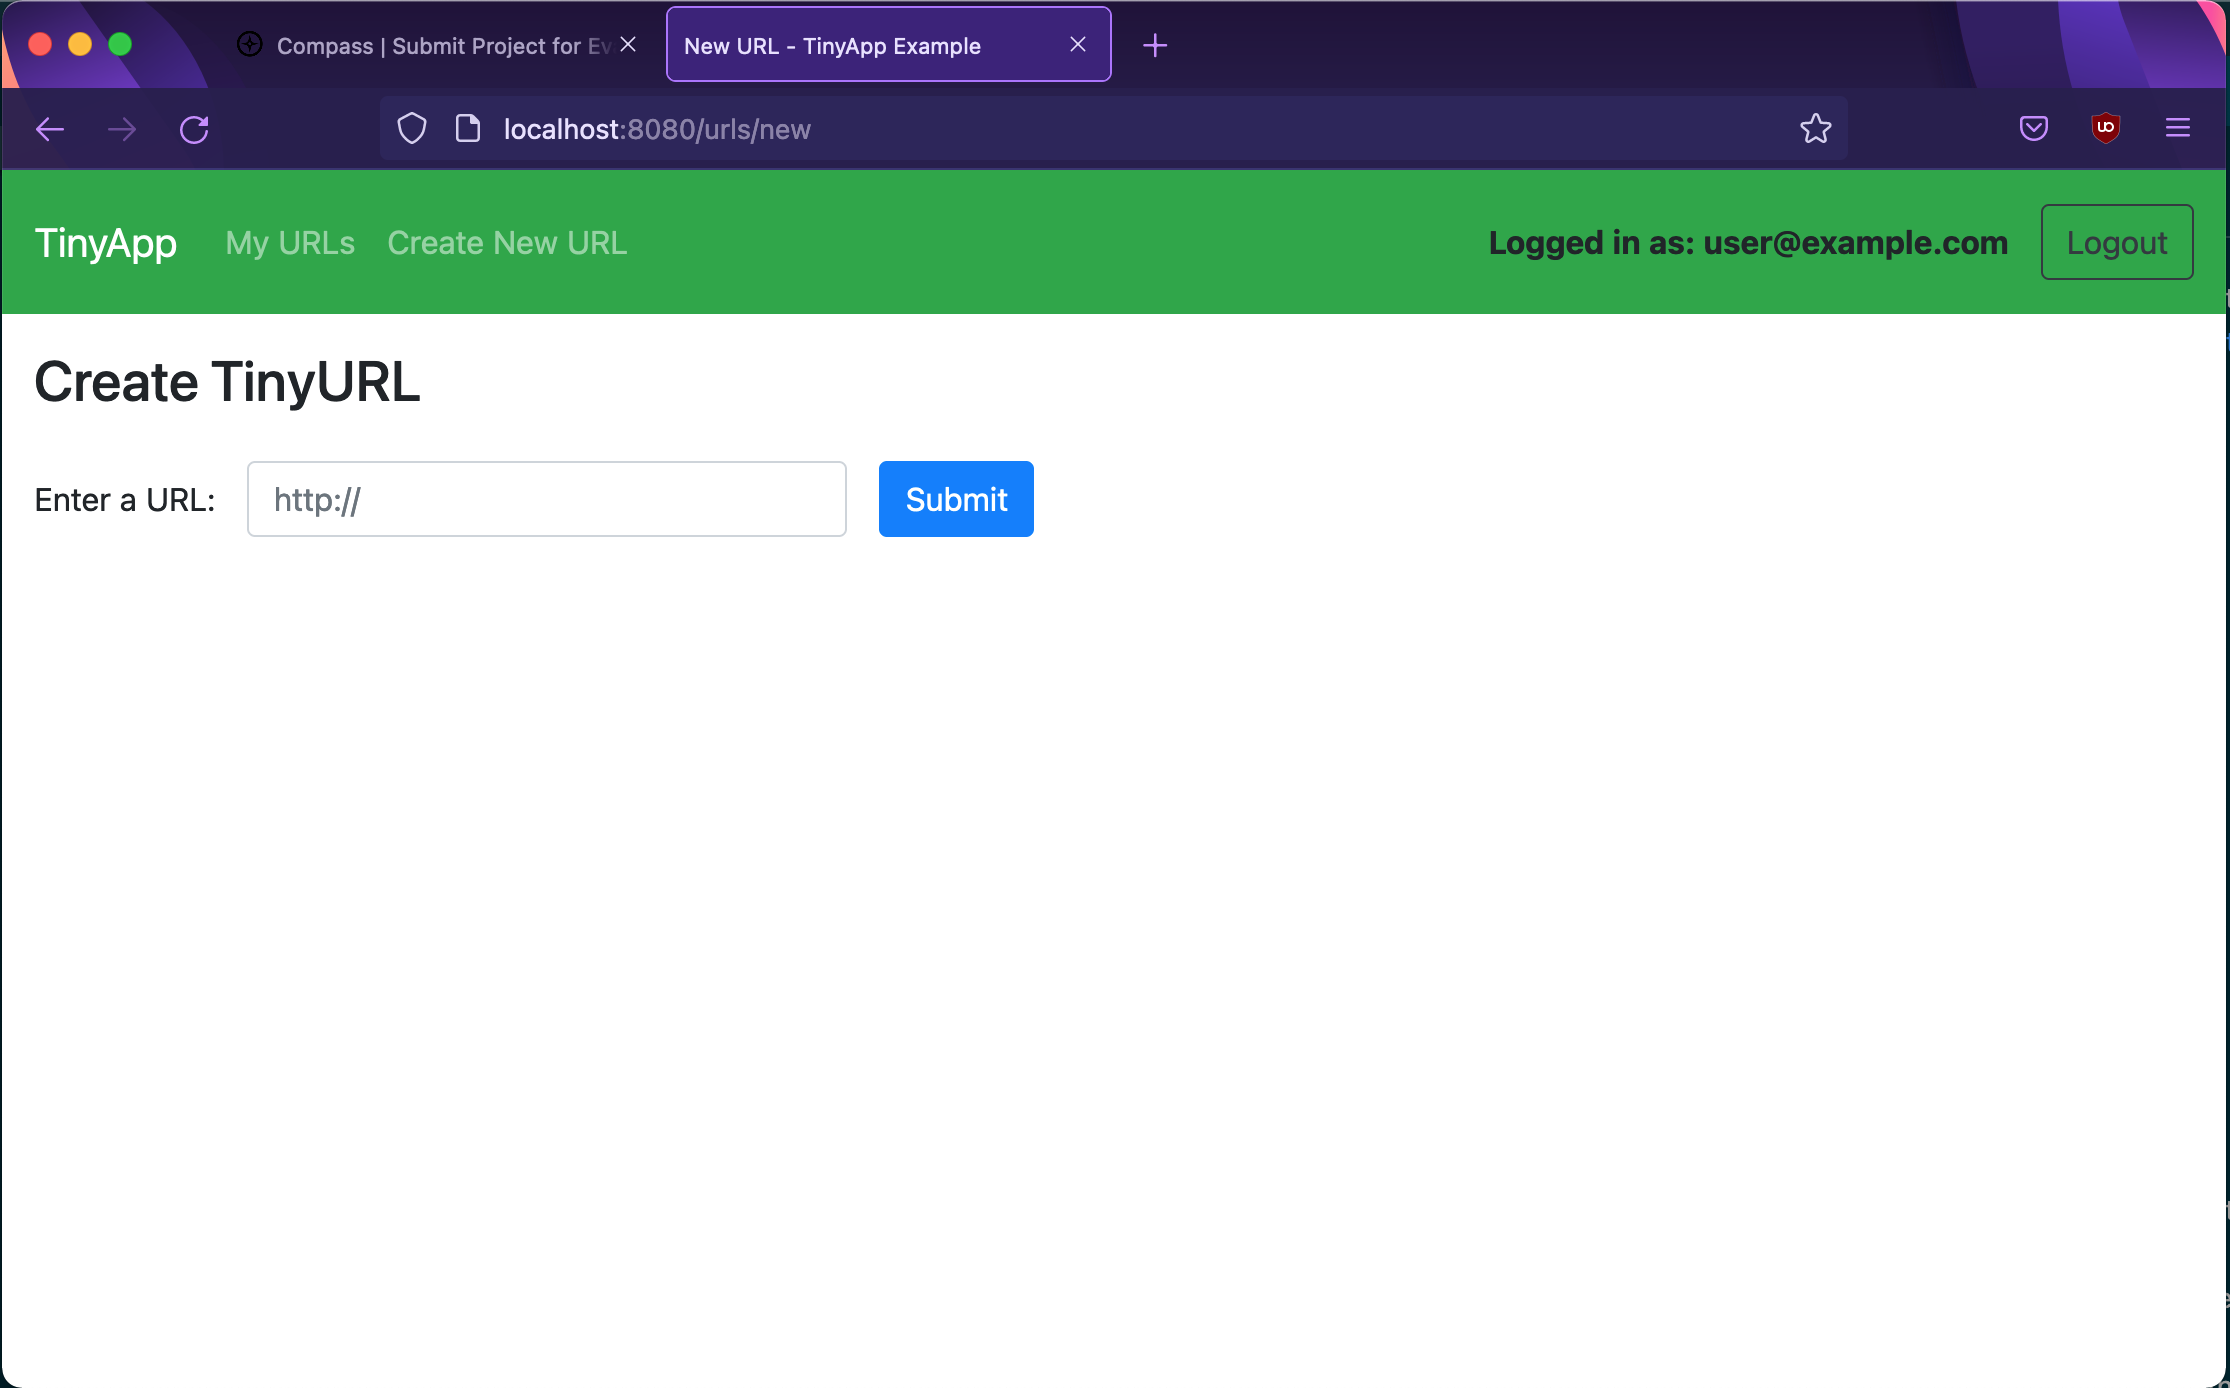 Compass | Submit Project for Ev
New URL - TinyApp Example
localhost:8080/urls/new
TinyApp My URLs Create New URL Logged in as: user@example.com Logout
Create TinyURL
Enter a URL: http:// Submit